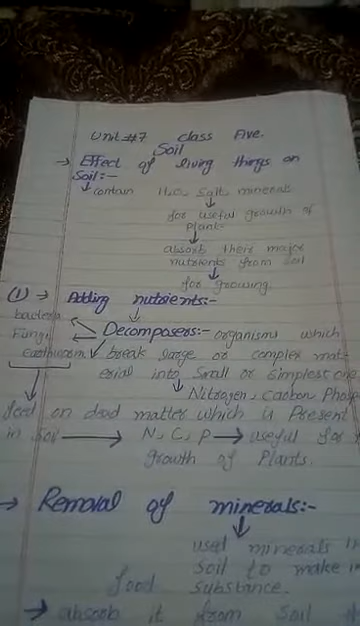 Unit #7 Class Five.
Soil
→ Effect of living things on
Soil:-
↓ contain H₂O, Salt, minerals
↓
for useful growth of
Plant
↓
absorb their major
nutrients from soil
↓
for growing.
(1) → Adding nutrients:-
bacteria ↓
Fungi Decomposers:- organisms which
earthworm break large or complex mat-
erial into Small or simplest one
Nitrogen, Carbon
feed on dead matter which is Present
in soil → N, C, P → useful for
growth of Plants.
→ Removal of minerals:-
↓
used minerals in
soil to make
food substance.
→ absorb it from soil